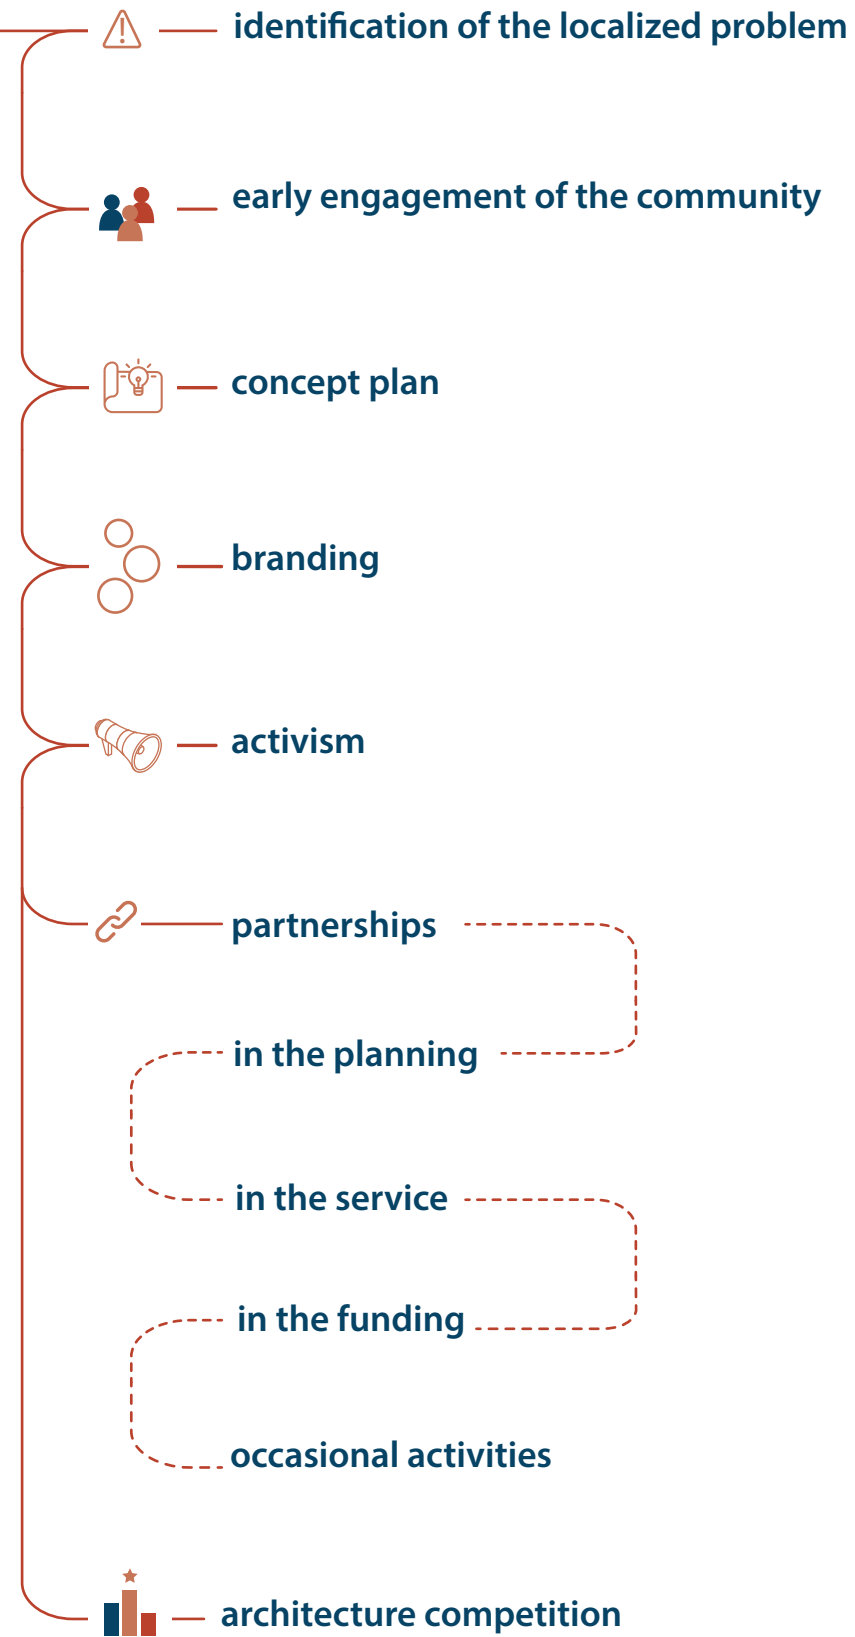 identification of the localized problem
early engagement of the community
concept plan
branding
activism
partnerships
in the planning
in the service
in the funding
occasional activities
architecture competition